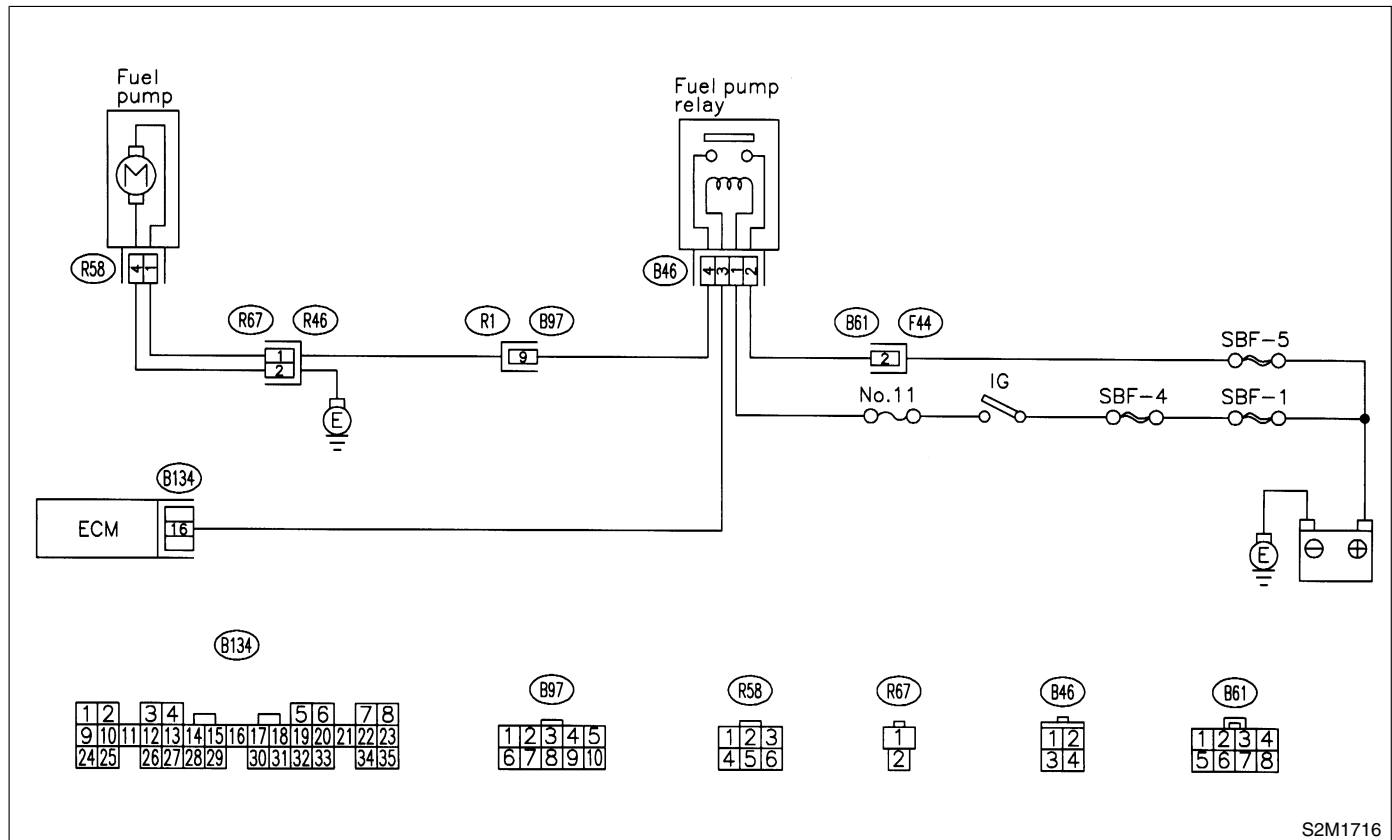 Fuel
pump
Fuel pump
relay
M
R58
4 1
B46
4 3 1 2
R67 R46
R1 B97
B61 F44
SBF-5
1
2
9
2
No.11
IG
SBF-4
SBF-1
E
B134
ECM
16
E
⊖ ⊕
B134
B97
R58
R67
B46
B61
1 2 3 4 5 6 7 8
9 10 11 12 13 14 15 16 17 18 19 20 21 22 23
24 25 26 27 28 29 30 31 32 33 34 35
1 2 3 4 5
6 7 8 9 10
1 2 3
4 5 6
1
2
1 2
3 4
1 2 3 4
5 6 7 8
S2M1716